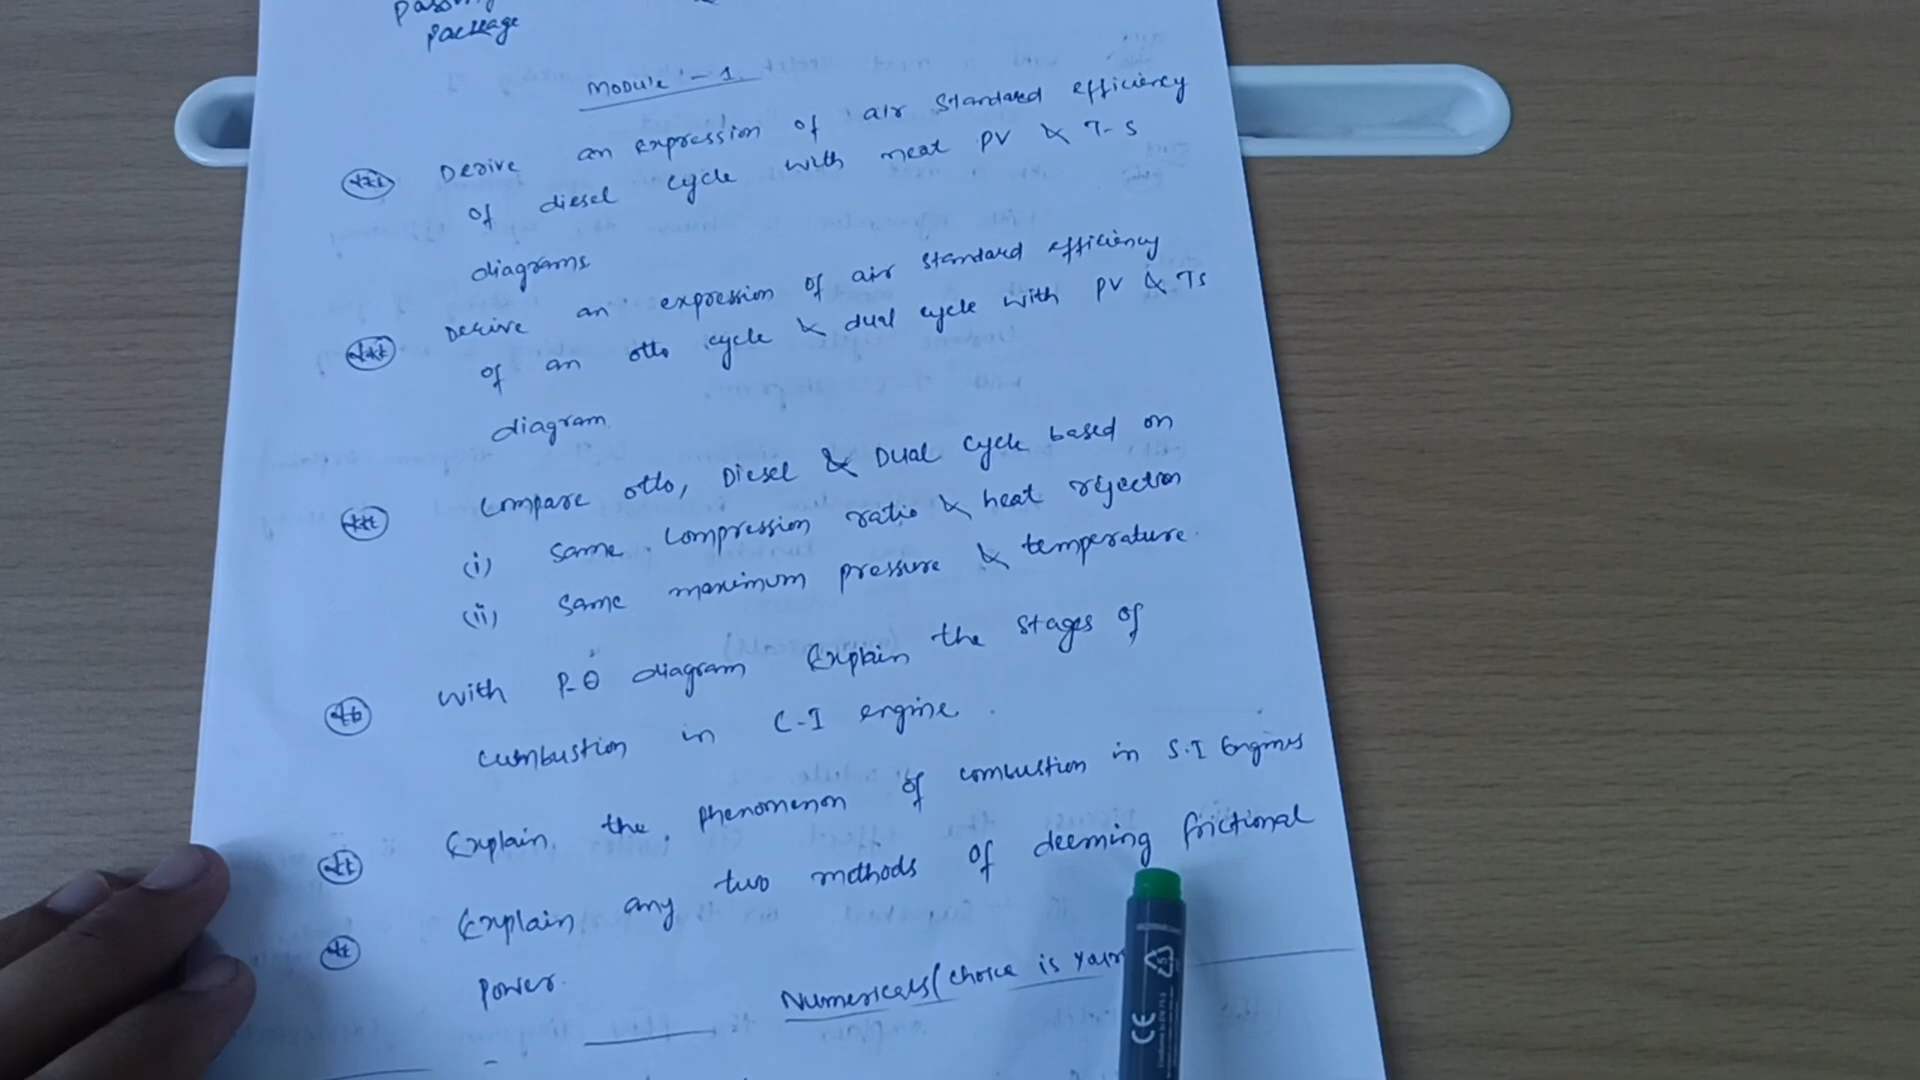 package
Module - 1.
Derive an expression of air standard efficiency
of diesel cycle with neat PV & T-S
diagrams
Derive an expression of air standard efficiency
of an otto cycle & dual cycle with PV & TS
diagram.
Compare otto, Diesel & Dual cycle based on
(i) same compression ratio & heat rejection
(ii) same maximum pressure & temperature.
With P-θ diagram Explain the stages of
cumbustion in C-I engine.
Explain the phenomenon of combustion in S.I Engines
Explain any two methods of deeming frictional
power.
Numericals (choice is your
CE